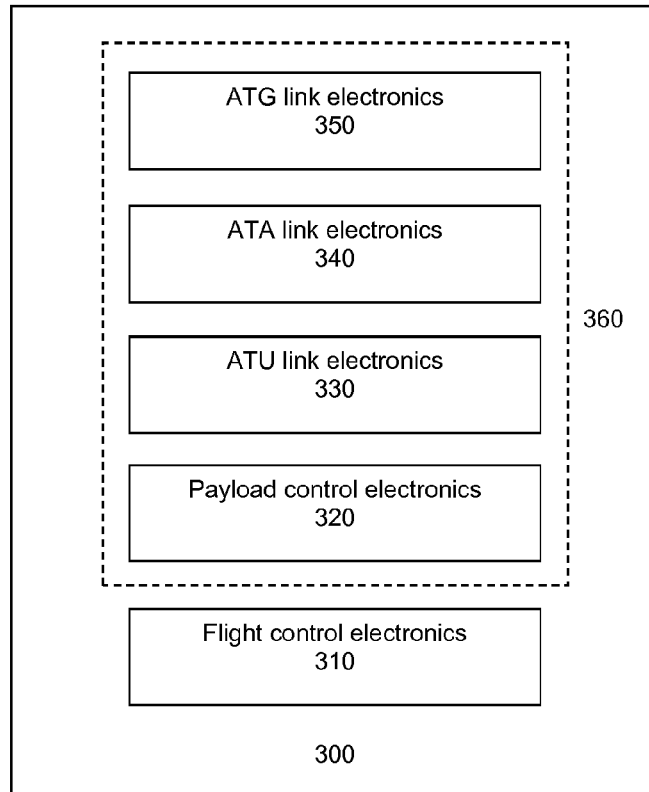 ATG link electronics
350
ATA link electronics
340
360
ATU link electronics
330
Payload control electronics
320
Flight control electronics
310
300